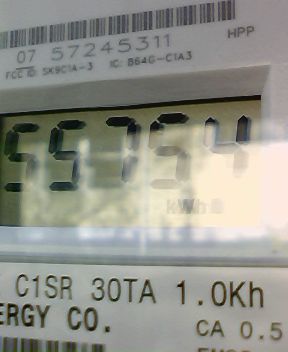 07 57245311
HPP
FCC ID: SK9C1A-3 IC: 864G-C1A3
55754
kWh
C1SR 30TA 1.0Kh
ERGY CO.
CA 0.5